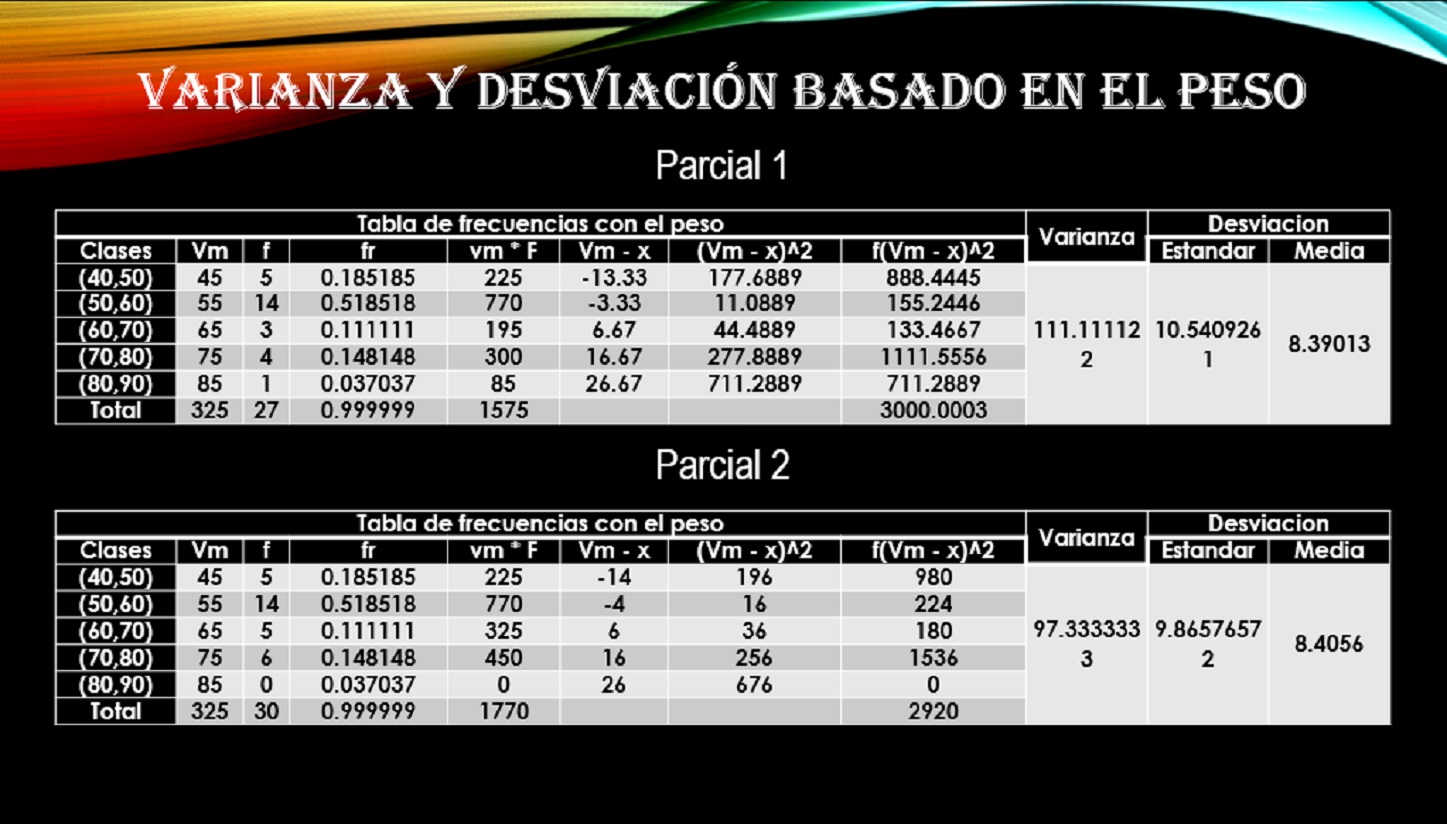 VARIANZA Y DESVIACIÓN BASADO EN EL PESO
Parcial 1
Tabla de frecuencias con el peso Varianza Desviacion
Clases Vm f fr vm * F Vm - x (Vm - x)^2 f(Vm - x)^2 Estandar Media
(40,50) 45 5 0.185185 225 -13.33 177.6889 888.4445
(50,60) 55 14 0.518518 770 -3.33 11.0889 155.2446
(60,70) 65 3 0.111111 195 6.67 44.4889 133.4667
(70,80) 75 4 0.148148 300 16.67 277.8889 1111.5556
(80,90) 85 1 0.037037 85 26.67 711.2889 711.2889
Total 325 27 0.999999 1575 3000.0003
111.111122 10.5409261 8.39013
Parcial 2
Tabla de frecuencias con el peso Varianza Desviacion
Clases Vm f fr vm * F Vm - x (Vm - x)^2 f(Vm - x)^2 Estandar Media
(40,50) 45 5 0.185185 225 -14 196 980
(50,60) 55 14 0.518518 770 -4 16 224
(60,70) 65 5 0.111111 325 6 36 180
(70,80) 75 6 0.148148 450 16 256 1536
(80,90) 85 0 0.037037 0 26 676 0
Total 325 30 0.999999 1770 2920
97.3333333 9.86576572 8.4056